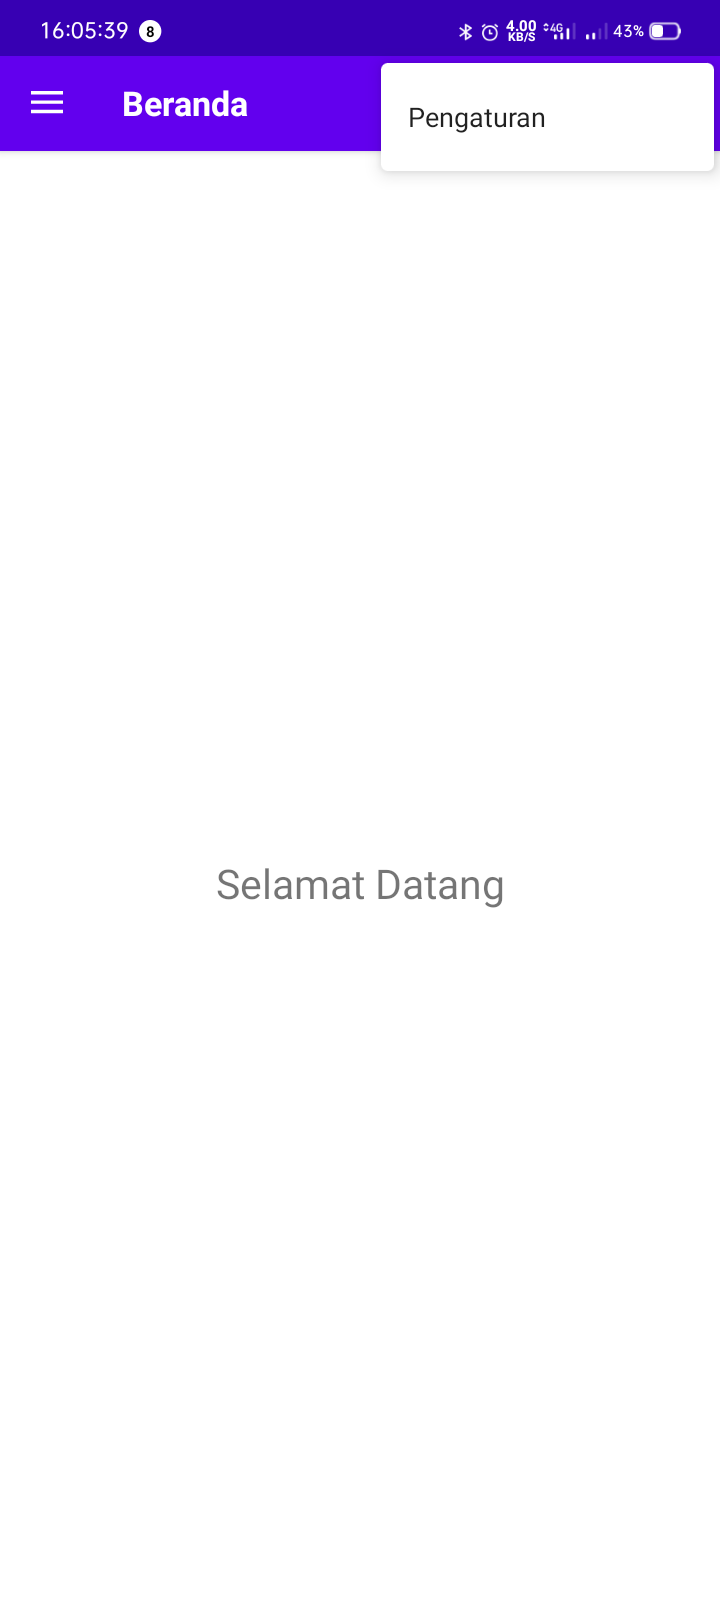 16:05:39 8 4.00 KB/S 4G 43%
Beranda
Pengaturan
Selamat Datang